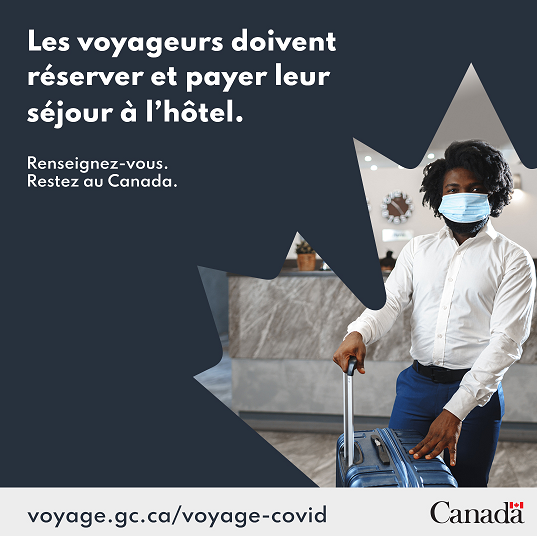 Les voyageurs doivent
réserver et payer leur
séjour à l’hôtel.
Renseignez-vous.
Restez au Canada.
voyage.gc.ca/voyage-covid
Canada